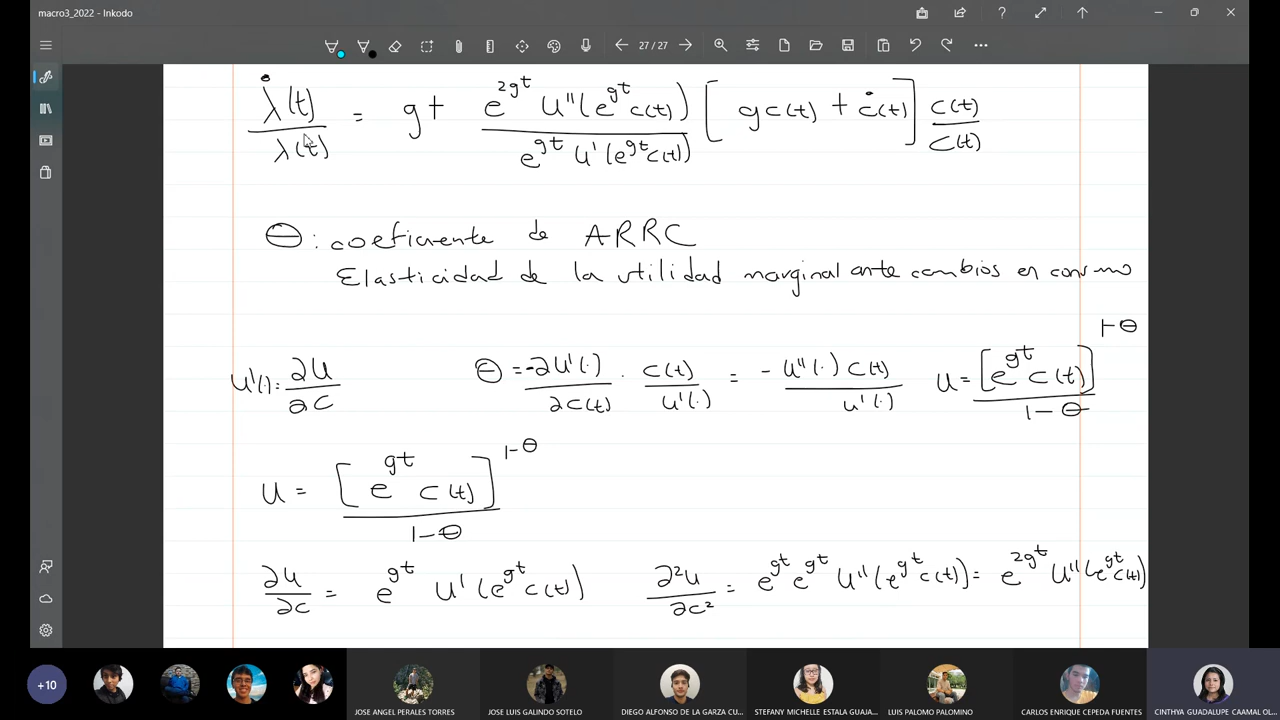 macro3_2022 - Inkodo
27 / 27
λ̇(t)/λ(t) = g + e^{2gt} u''(e^{gt} c(t)) / e^{gt} u'(e^{gt} c(t)) [ g c(t) + ċ(t) ] c(t)/c(t)
θ : coeficiente de ARRC
Elasticidad de la utilidad marginal ante cambios en consumo
u'(·): ∂u/∂c   θ = -∂u'(·)/∂c(t) · c(t)/u'(·) = - u''(·) c(t)/u'(·)   u = [e^{gt} c(t)]^{1-θ}/1-θ
u = [e^{gt} c(t)]^{1-θ}/1-θ
∂u/∂c = e^{gt} u'(e^{gt} c(t))   ∂²u/∂c² = e^{gt} e^{gt} u''(e^{gt} c(t)) = e^{2gt} u''(e^{gt} c(t))
+10
JOSE ANGEL PERALES TORRES
JOSE LUIS GALINDO SOTELO
DIEGO ALFONSO DE LA GARZA CU...
STEFANY MICHELLE ESTALA GUAJA...
LUIS PALOMO PALOMINO
CARLOS ENRIQUE CEPEDA FUENTES
CINTHYA GUADALUPE CAAMAL OL...